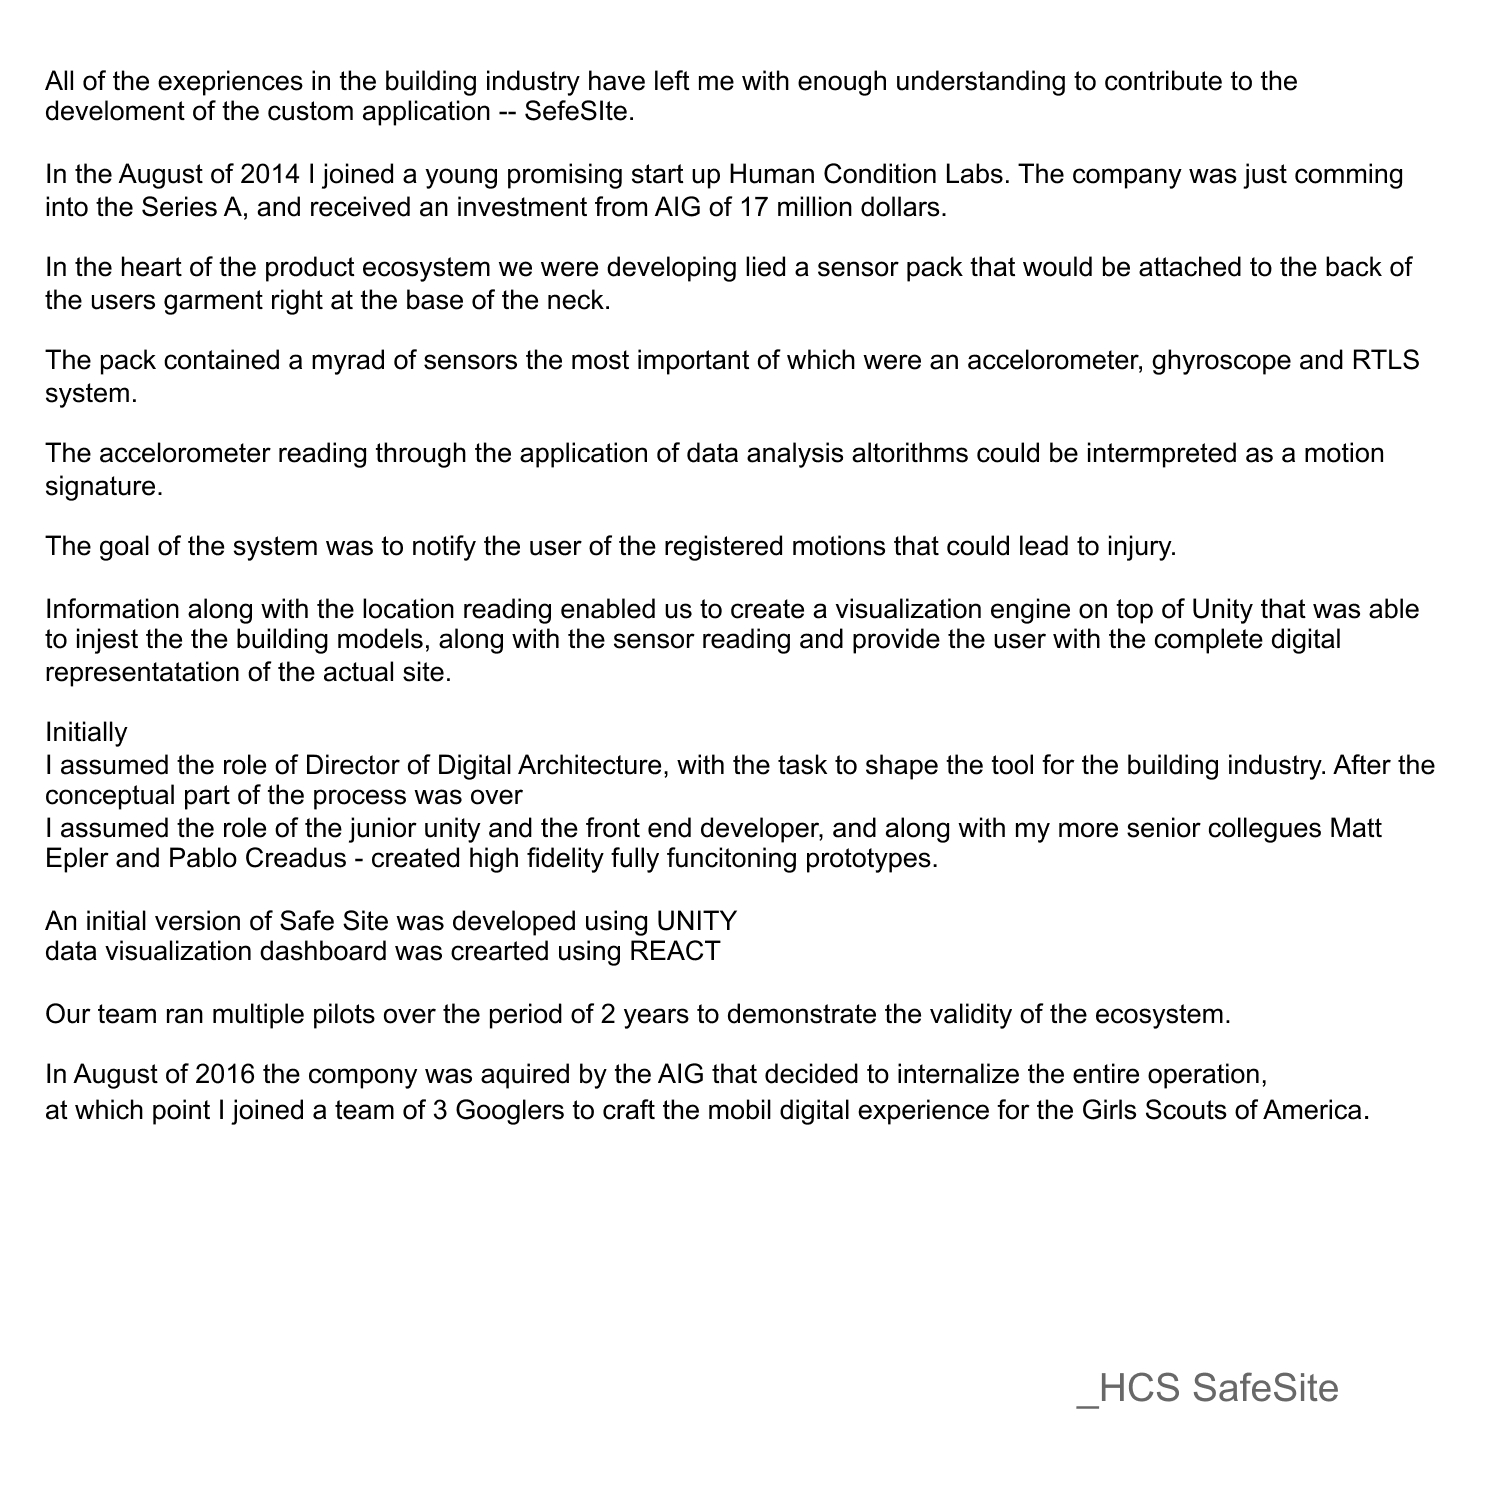 All of the exepriences in the building industry have left me with enough understanding to contribute to the
develoment of the custom application -- SefeSIte.
In the August of 2014 I joined a young promising start up Human Condition Labs. The company was just comming
into the Series A, and received an investment from AIG of 17 million dollars.
In the heart of the product ecosystem we were developing lied a sensor pack that would be attached to the back of
the users garment right at the base of the neck.
The pack contained a myrad of sensors the most important of which were an accelorometer, ghyroscope and RTLS
system.
The accelorometer reading through the application of data analysis altorithms could be intermpreted as a motion
signature.
The goal of the system was to notify the user of the registered motions that could lead to injury.
Information along with the location reading enabled us to create a visualization engine on top of Unity that was able
to injest the the building models, along with the sensor reading and provide the user with the complete digital
representatation of the actual site.
Initially
I assumed the role of Director of Digital Architecture, with the task to shape the tool for the building industry. After the
conceptual part of the process was over
I assumed the role of the junior unity and the front end developer, and along with my more senior collegues Matt
Epler and Pablo Creadus - created high fidelity fully funcitoning prototypes.
An initial version of Safe Site was developed using UNITY
data visualization dashboard was crearted using REACT
Our team ran multiple pilots over the period of 2 years to demonstrate the validity of the ecosystem.
In August of 2016 the compony was aquired by the AIG that decided to internalize the entire operation,
at which point I joined a team of 3 Googlers to craft the mobil digital experience for the Girls Scouts of America.
_HCS SafeSite